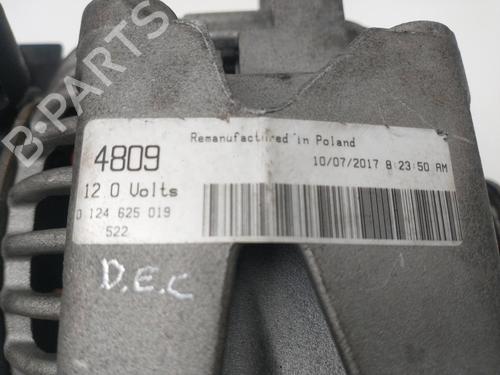 B-PARTS
Remanufactured in Poland
4809
10/07/2017 8:23:50 AM
12.0 Volts
0 124 625 019
522
D.E.C